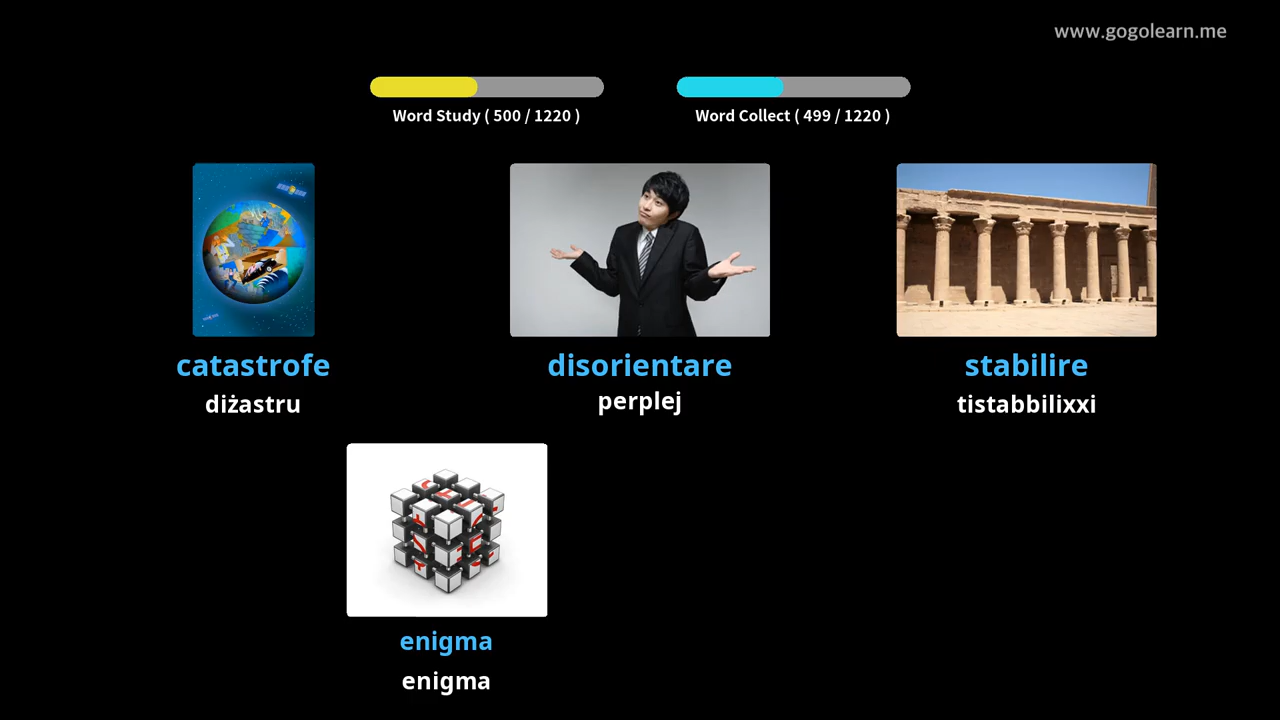 www.gogolearn.me
Word Study ( 500 / 1220 )
Word Collect ( 499 / 1220 )
catastrofe
diżastru
disorientare
perplej
stabilire
tistabbilixxi
enigma
enigma